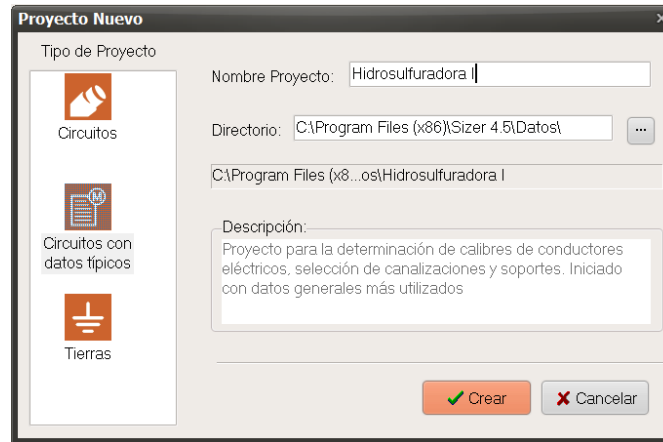 Proyecto Nuevo
Tipo de Proyecto
Circuitos
Circuitos con
datos típicos
Tierras
Nombre Proyecto: Hidrosulfuradora I
Directorio: C:\Program Files (x86)\Sizer 4.5\Datos\ ...
C:\Program Files (x8...os\Hidrosulfuradora I
Descripción:
Proyecto para la determinación de calibres de conductores
eléctricos, selección de canalizaciones y soportes. Iniciado
con datos generales más utilizados
Crear Cancelar